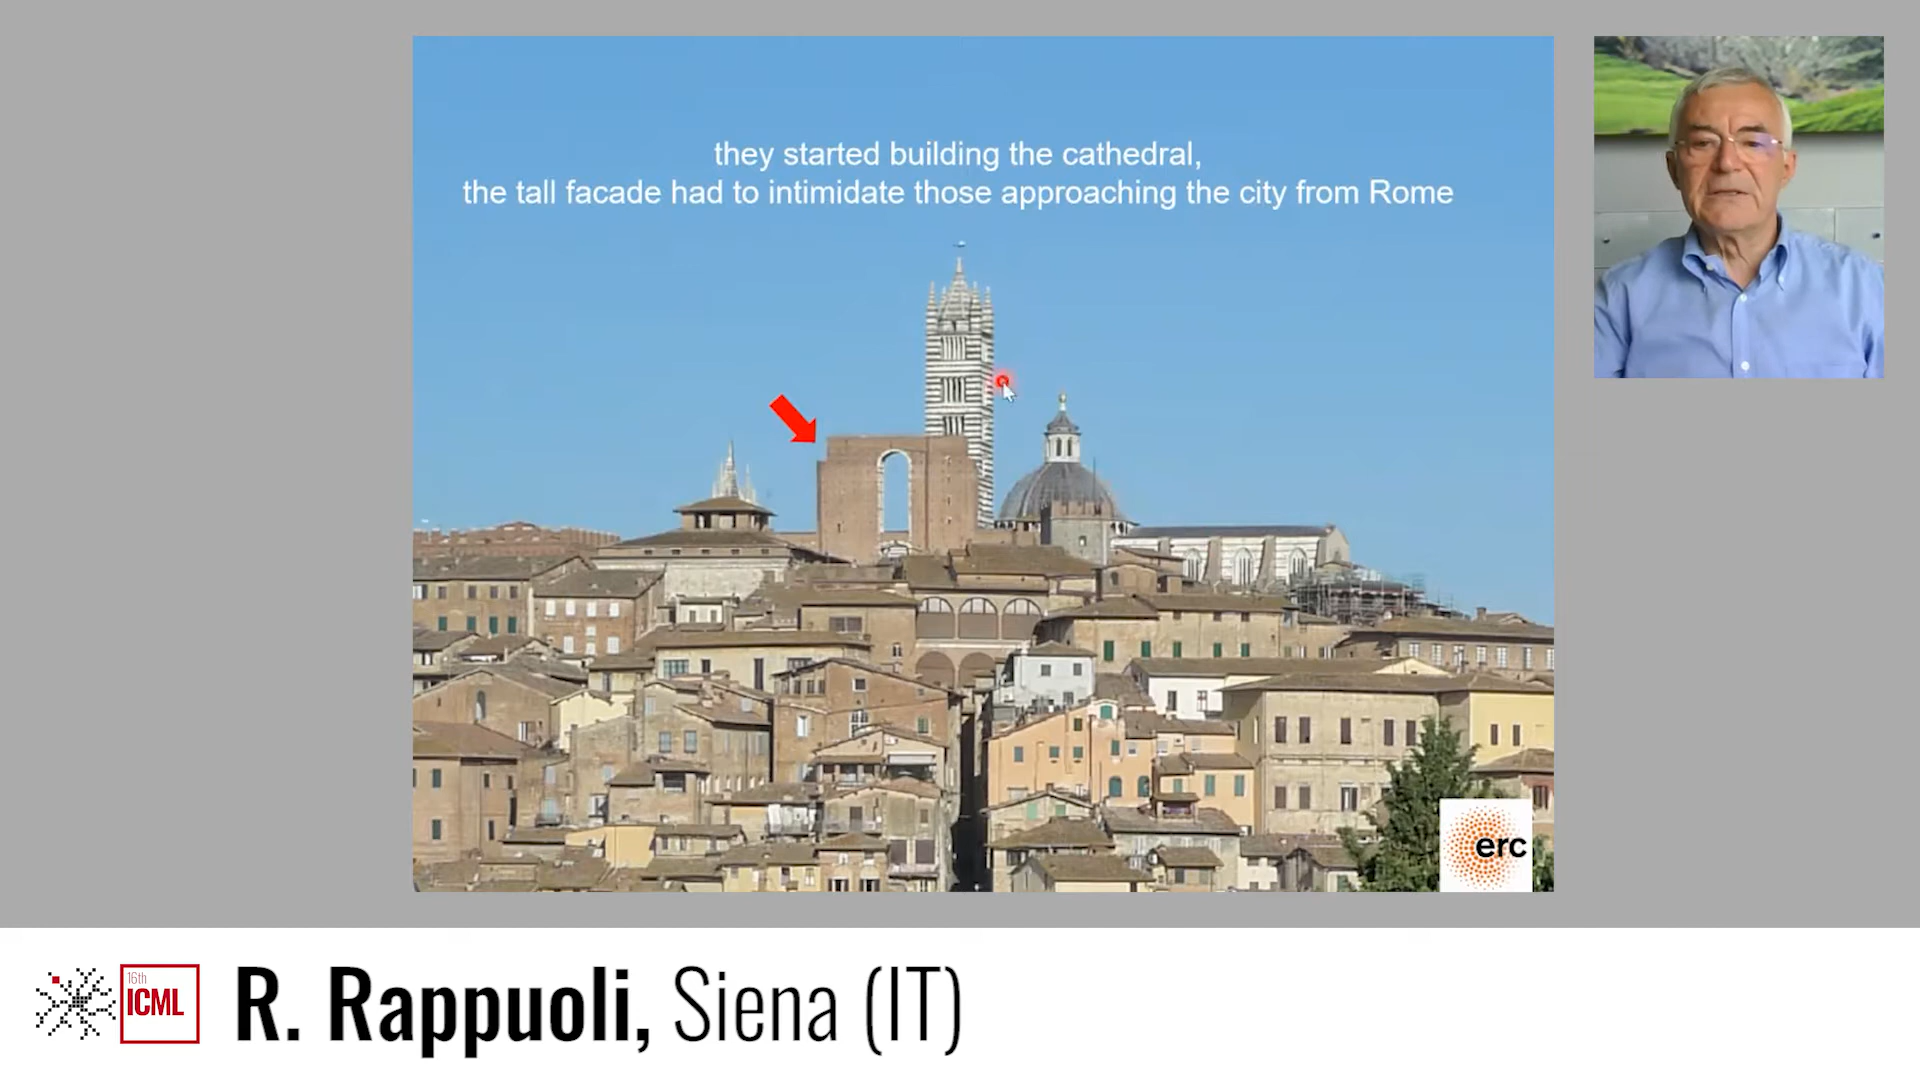 they started building the cathedral,
the tall facade had to intimidate those approaching the city from Rome
erc
16th
ICML
R. Rappuoli, Siena (IT)